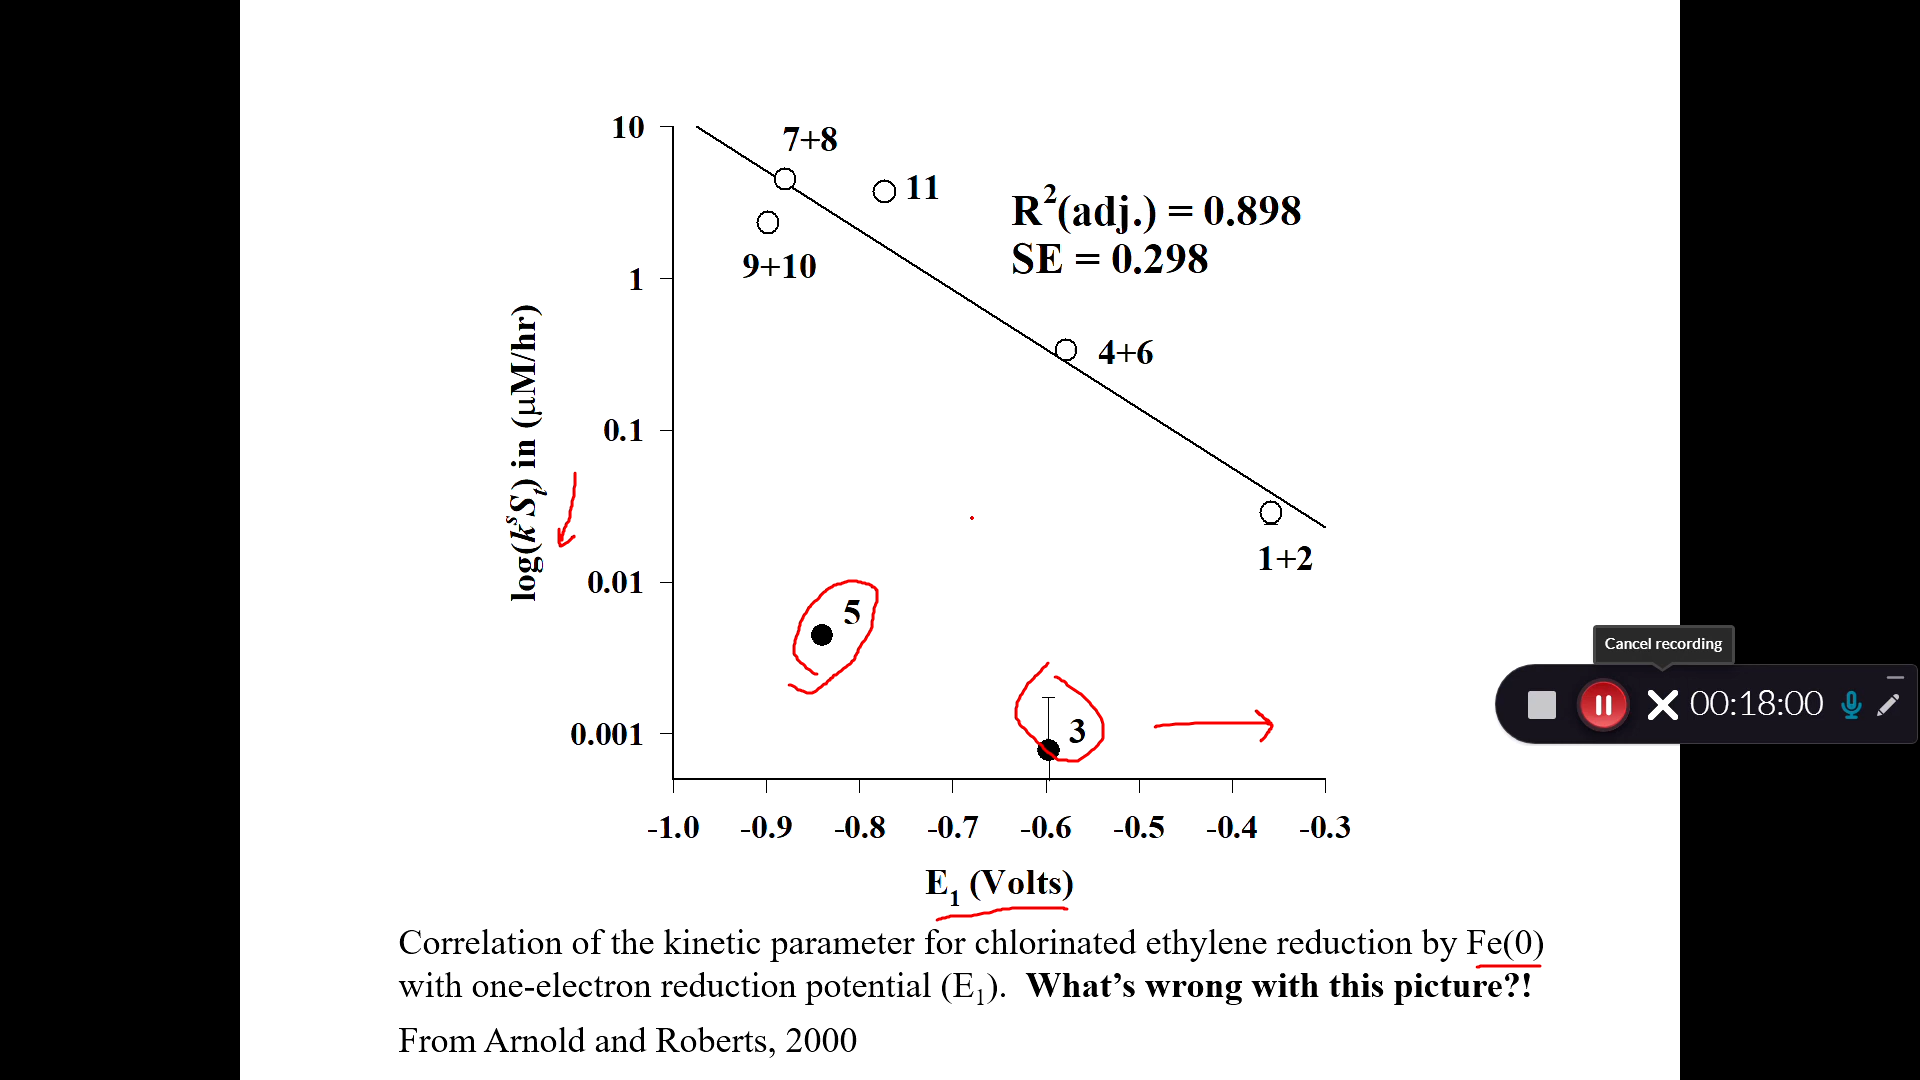 10
7+8
11
R²(adj.) = 0.898
SE = 0.298
9+10
1
log(kˢSₜ) in (μM/hr)
4+6
0.1
1+2
0.01
5
Cancel recording
00:18:00
3
0.001
-1.0 -0.9 -0.8 -0.7 -0.6 -0.5 -0.4 -0.3
E₁ (Volts)
Correlation of the kinetic parameter for chlorinated ethylene reduction by Fe(0)
with one-electron reduction potential (E₁). What’s wrong with this picture?!
From Arnold and Roberts, 2000